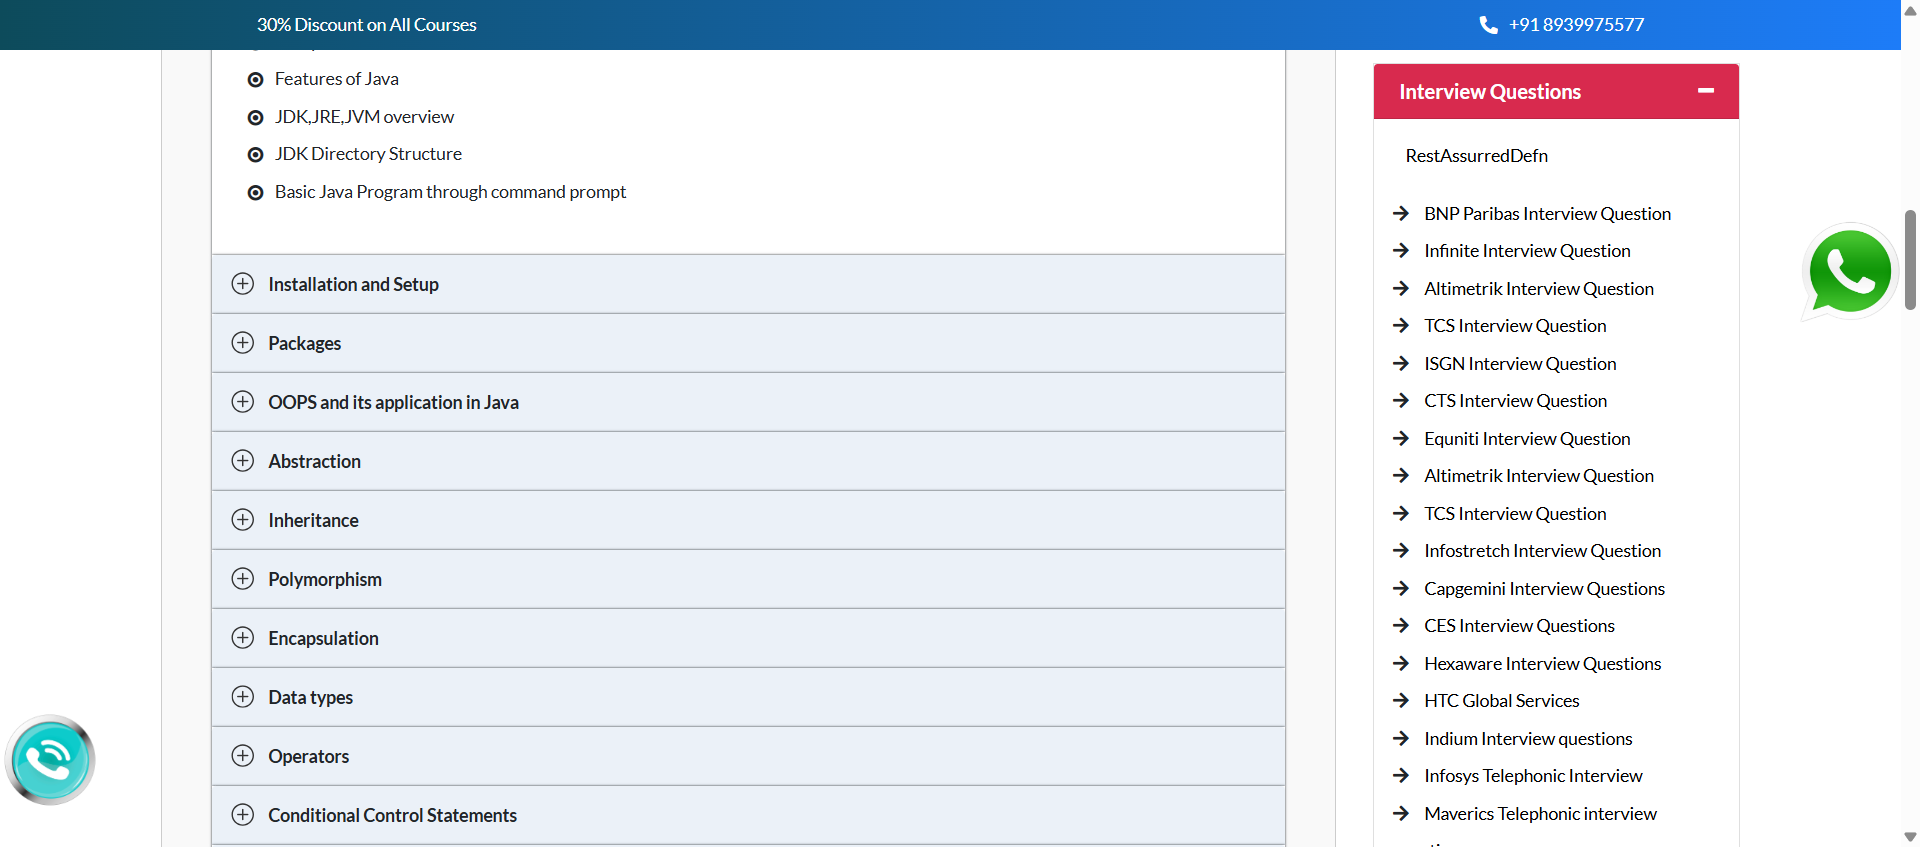 30% Discount on All Courses
+91 8939975577
Features of Java
JDK,JRE,JVM overview
JDK Directory Structure
Basic Java Program through command prompt
Installation and Setup
Packages
OOPS and its application in Java
Abstraction
Inheritance
Polymorphism
Encapsulation
Data types
Operators
Conditional Control Statements
Interview Questions
RestAssurredDefn
BNP Paribas Interview Question
Infinite Interview Question
Altimetrik Interview Question
TCS Interview Question
ISGN Interview Question
CTS Interview Question
Equniti Interview Question
Altimetrik Interview Question
TCS Interview Question
Infostretch Interview Question
Capgemini Interview Questions
CES Interview Questions
Hexaware Interview Questions
HTC Global Services
Indium Interview questions
Infosys Telephonic Interview
Maverics Telephonic interview